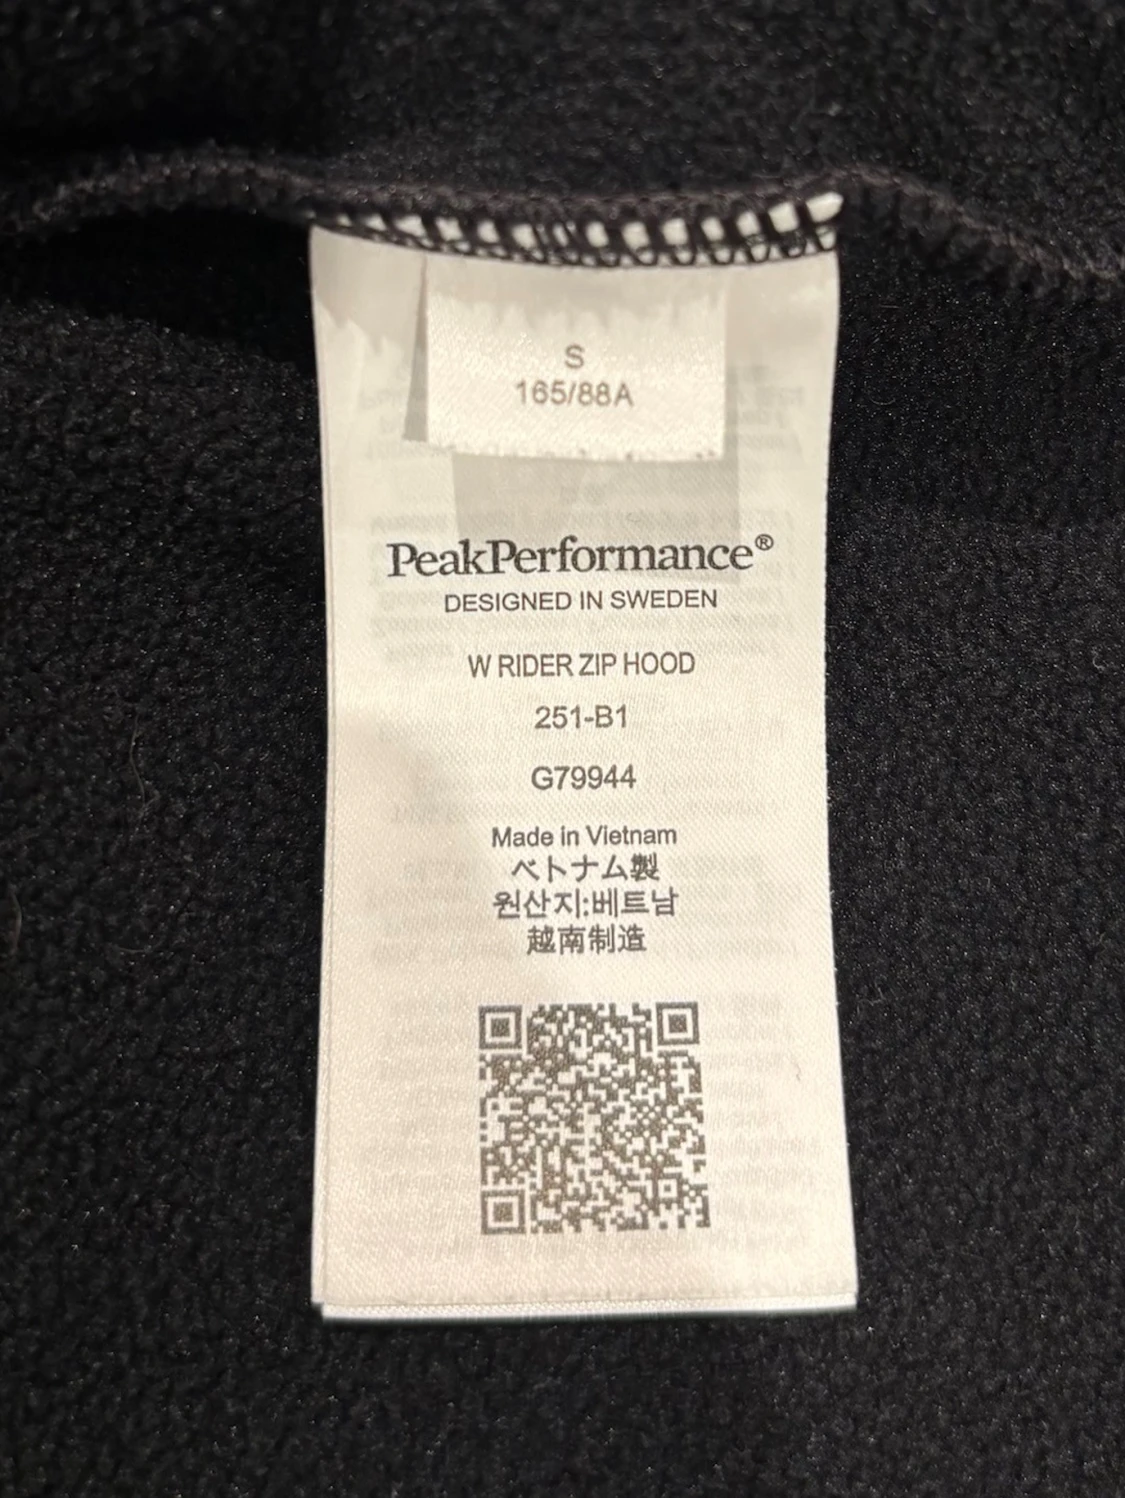 S
165/88A
PeakPerformance®
DESIGNED IN SWEDEN
W RIDER ZIP HOOD
251-B1
G79944
Made in Vietnam
ベトナム製
원산지:베트남
越南制造